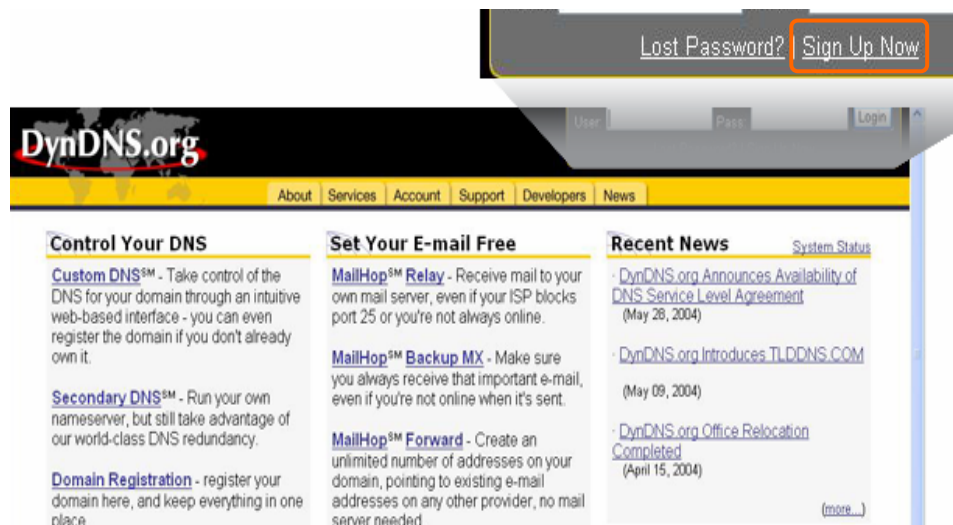 Lost Password? | Sign Up Now
DynDNS.org
User: Pass: Login
About Services Account Support Developers News
Control Your DNS
Custom DNS℠ - Take control of the
DNS for your domain through an intuitive
web-based interface - you can even
register the domain if you don't already
own it.
Secondary DNS℠ - Run your own
nameserver, but still take advantage of
our world-class DNS redundancy.
Domain Registration - register your
domain here, and keep everything in one
place
Set Your E-mail Free
MailHop℠ Relay - Receive mail to your
own mail server, even if your ISP blocks
port 25 or you're not always online.
MailHop℠ Backup MX - Make sure
you always receive that important e-mail,
even if you're not online when it's sent.
MailHop℠ Forward - Create an
unlimited number of addresses on your
domain, pointing to existing e-mail
addresses on any other provider, no mail
server needed
Recent News System Status
· DynDNS.org Announces Availability of
DNS Service Level Agreement
(May 28, 2004)
· DynDNS.org Introduces TLDDNS.COM
(May 09, 2004)
· DynDNS.org Office Relocation
Completed
(April 15, 2004)
(more...)